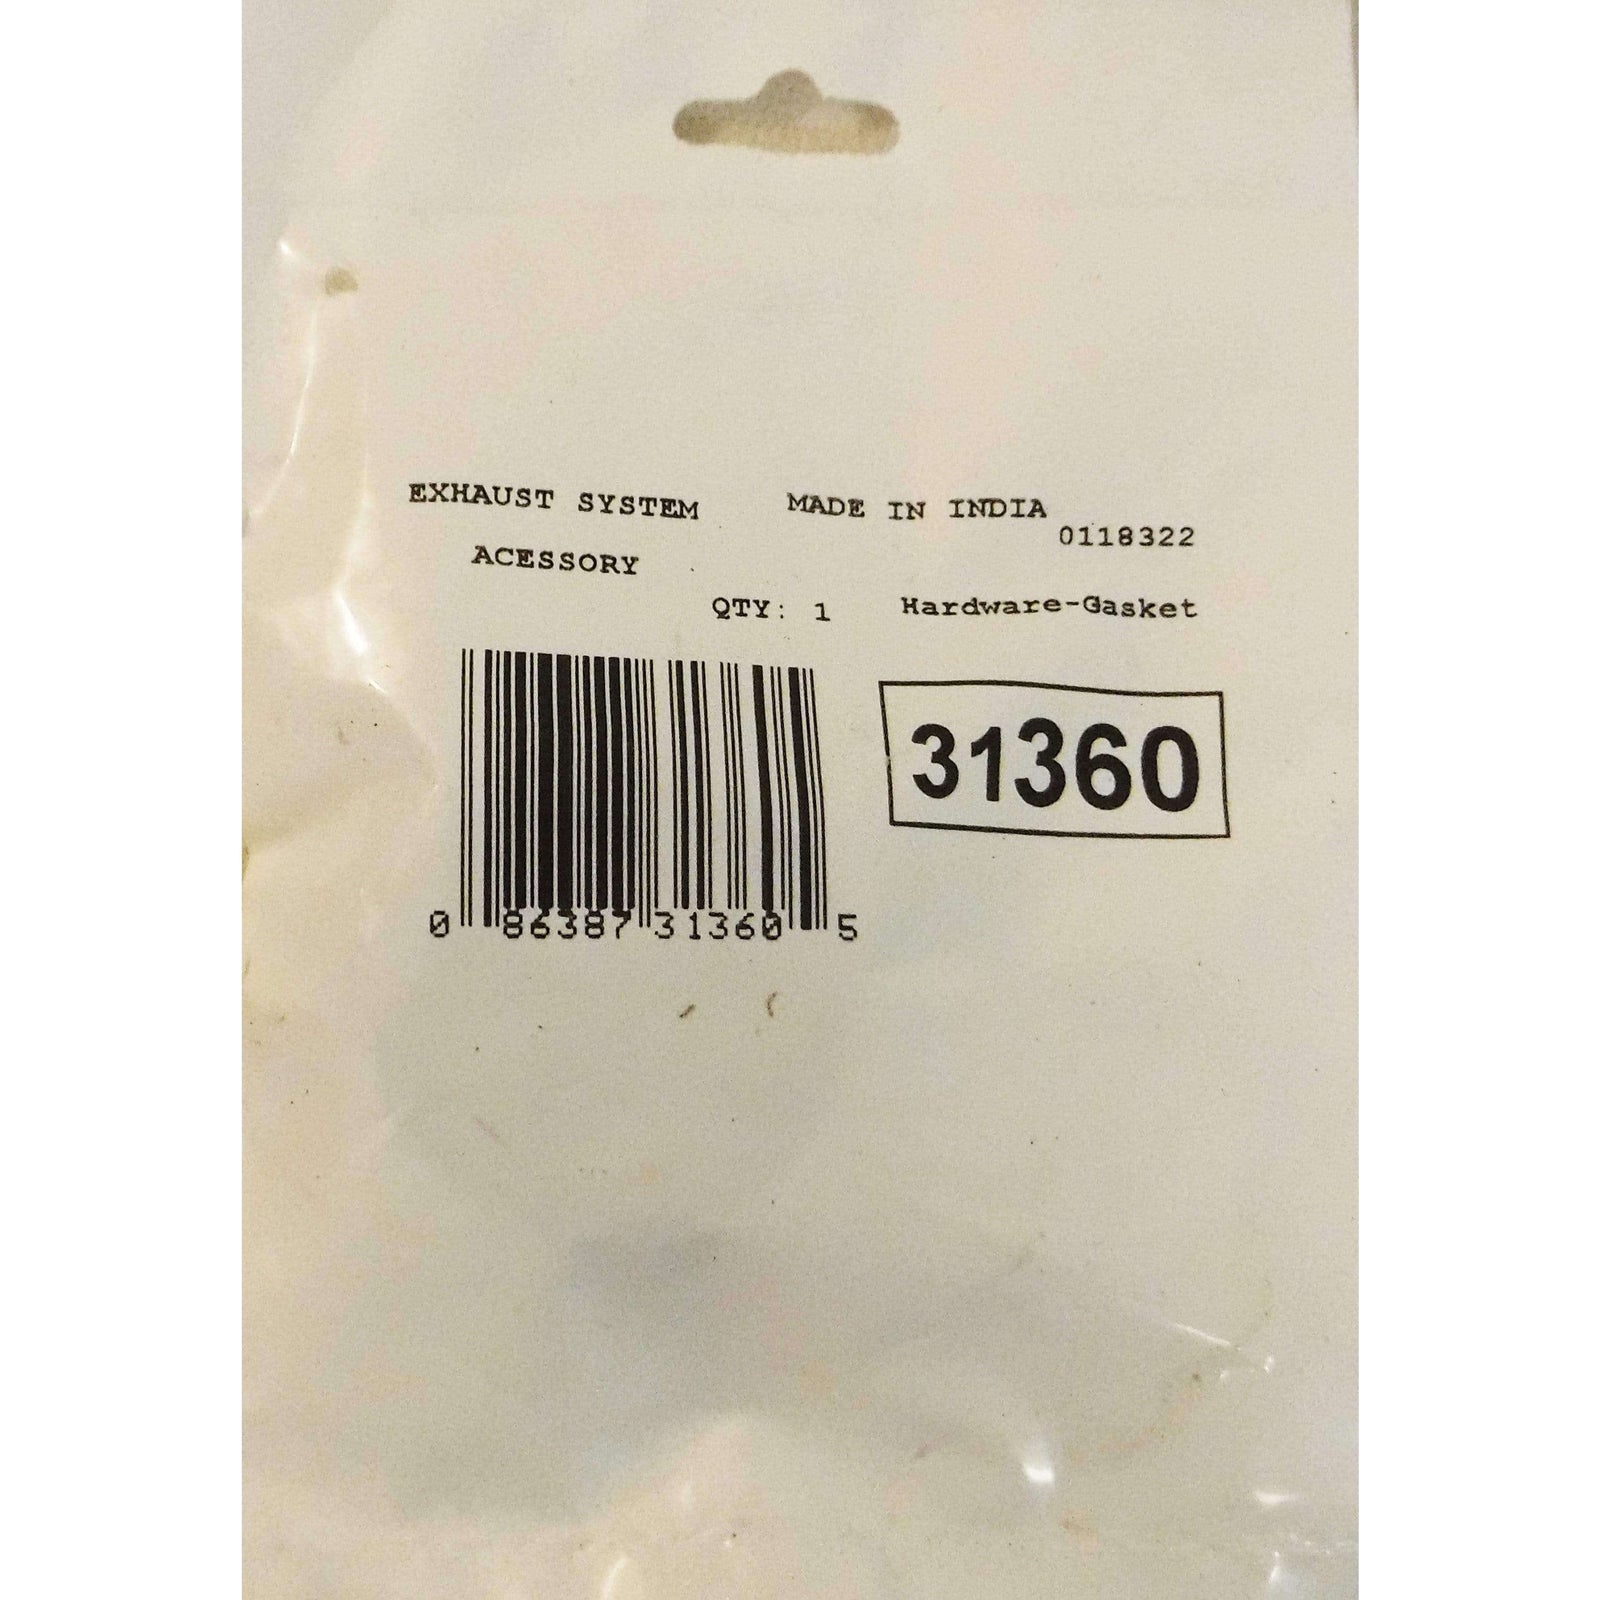 EXHAUST SYSTEM MADE IN INDIA
0118322
ACESSORY
QTY: 1 Hardware-Gasket
31360
0 86387 31360 5